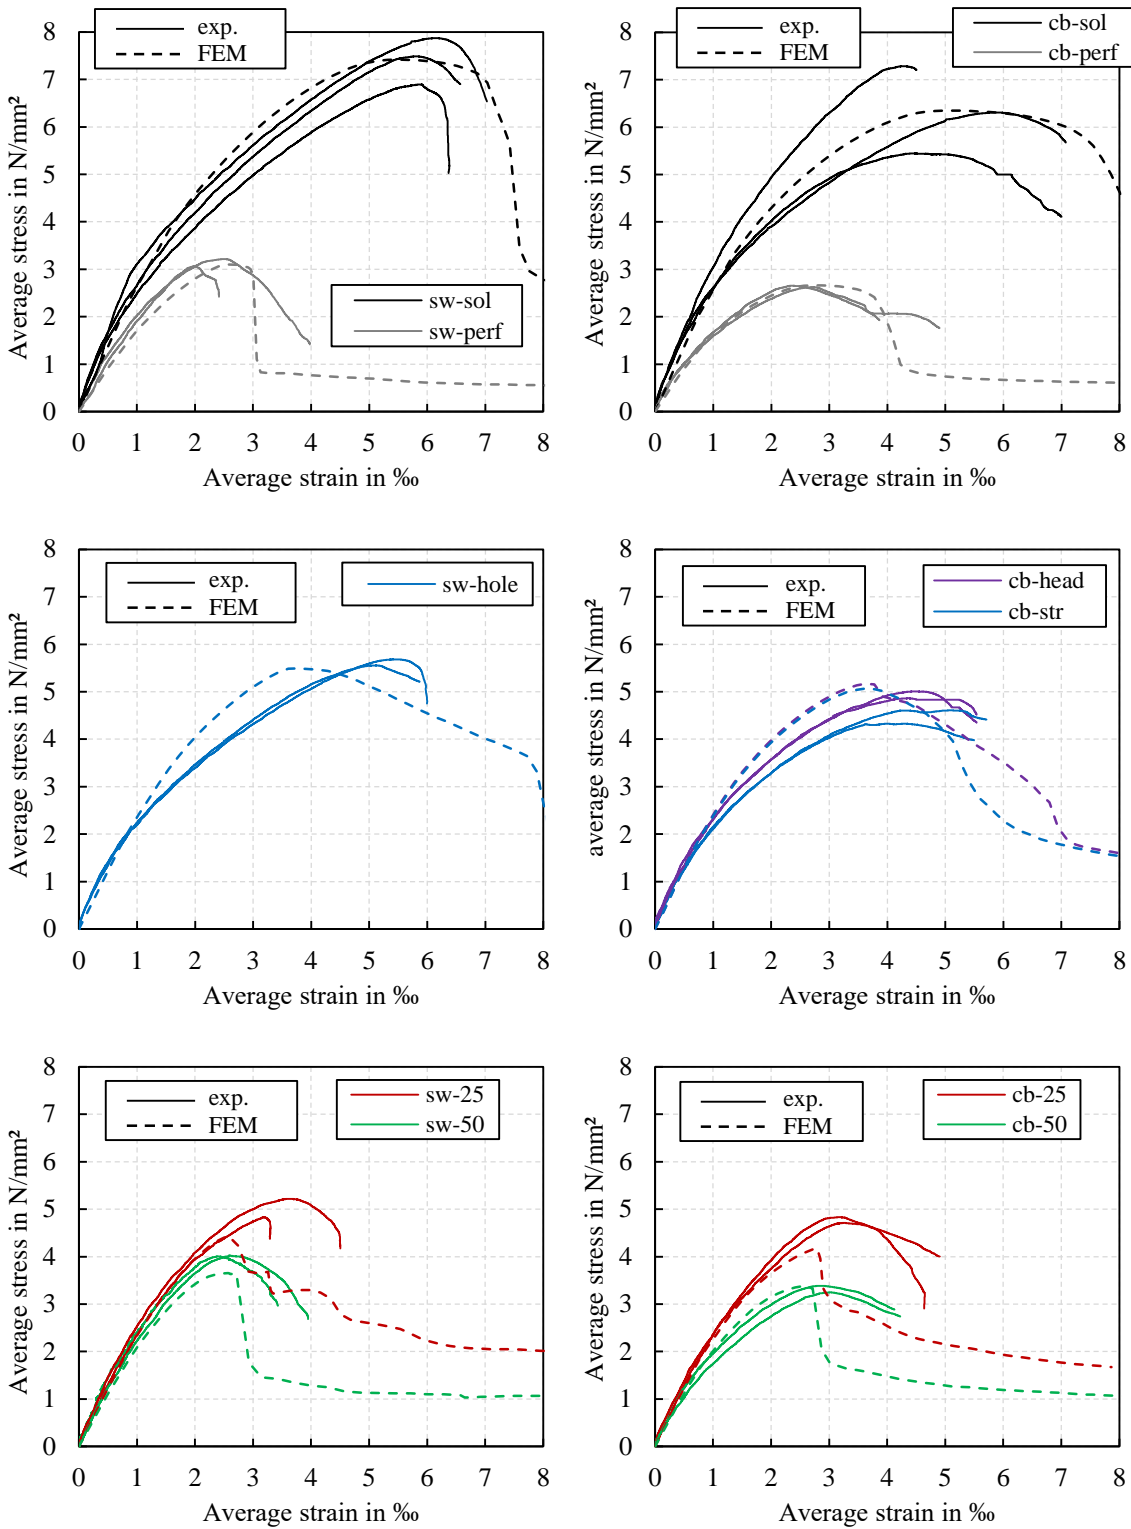 Average stress in N/mm²
8
7
6
5
4
3
2
1
0
exp.
FEM
sw-sol
sw-perf
0 1 2 3 4 5 6 7 8
Average strain in ‰
Average stress in N/mm²
8
7
6
5
4
3
2
1
0
exp.
FEM
cb-sol
cb-perf
0 1 2 3 4 5 6 7 8
Average strain in ‰
Average stress in N/mm²
8
7
6
5
4
3
2
1
0
exp.
FEM
sw-hole
0 1 2 3 4 5 6 7 8
Average strain in ‰
average stress in N/mm²
8
7
6
5
4
3
2
1
0
exp.
FEM
cb-head
cb-str
0 1 2 3 4 5 6 7 8
Average strain in ‰
Average stress in N/mm²
8
7
6
5
4
3
2
1
0
exp.
FEM
sw-25
sw-50
0 1 2 3 4 5 6 7 8
Average strain in ‰
Average stress in N/mm²
8
7
6
5
4
3
2
1
0
exp.
FEM
cb-25
cb-50
0 1 2 3 4 5 6 7 8
Average strain in ‰